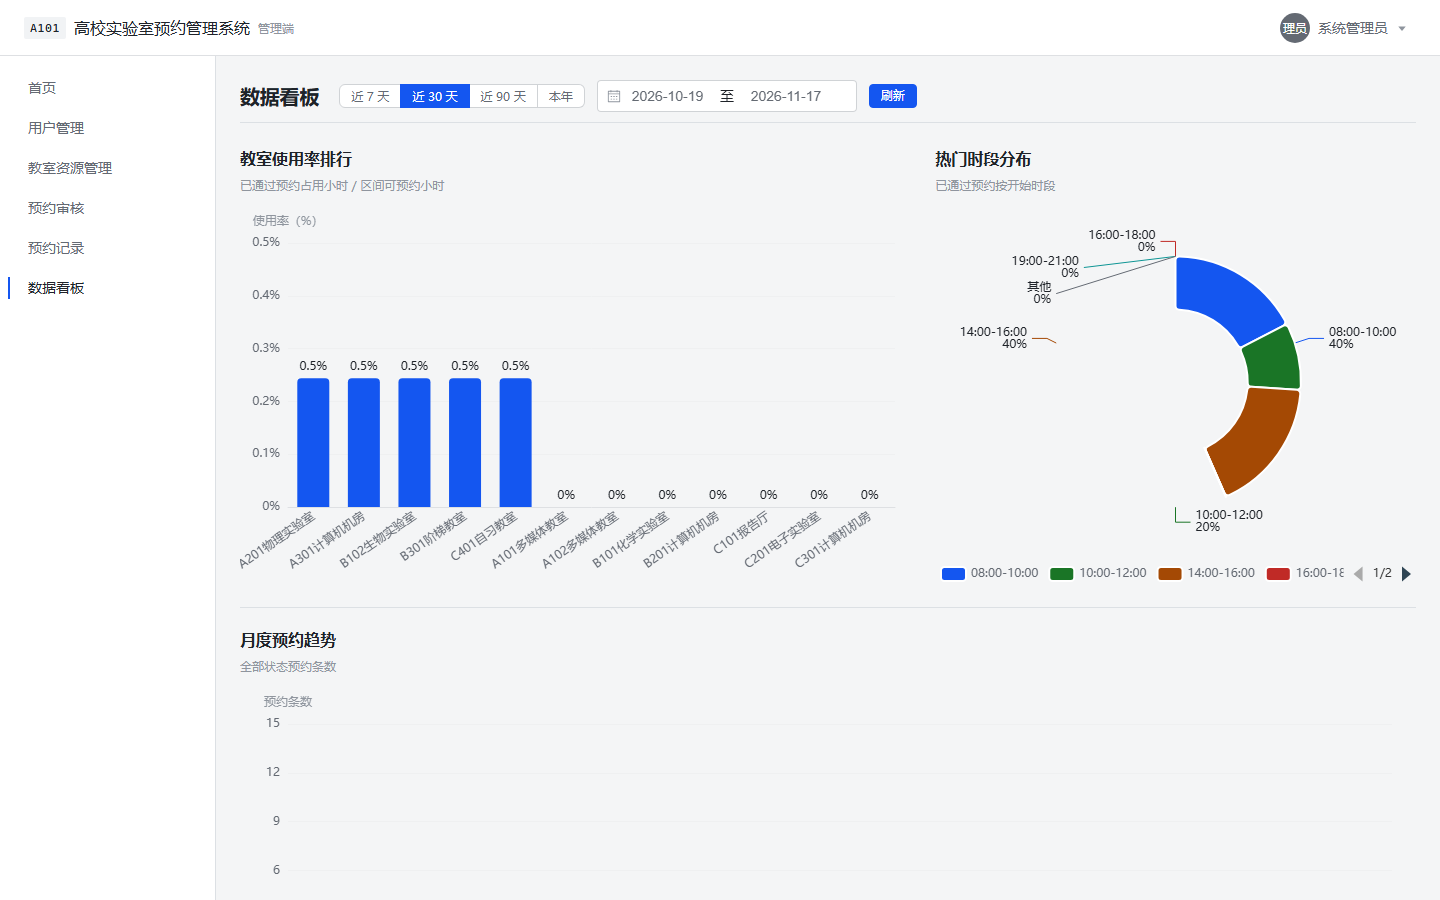 A101 高校实验室预约管理系统 管理端
理员 系统管理员
首页
用户管理
教室资源管理
预约审核
预约记录
数据看板
数据看板
近 7 天 近 30 天 近 90 天 本年
2026-10-19 至 2026-11-17
刷新
教室使用率排行
已通过预约占用小时 / 区间可预约小时
使用率（%）
0.5%
0.4%
0.3%
0.2%
0.1%
0%
0.5% 0.5% 0.5% 0.5% 0.5% 0% 0% 0% 0% 0% 0% 0%
A201物理实验室
A301计算机机房
B102生物实验室
B301阶梯教室
C401自习教室
A101多媒体教室
A102多媒体教室
B101化学实验室
B201计算机机房
C101报告厅
C201电子实验室
C301计算机机房
热门时段分布
已通过预约按开始时段
16:00-18:00
0%
19:00-21:00
0%
其他
0%
14:00-16:00
40%
08:00-10:00
40%
10:00-12:00
20%
08:00-10:00 10:00-12:00 14:00-16:00 16:00-18 1/2
月度预约趋势
全部状态预约条数
预约条数
15
12
9
6